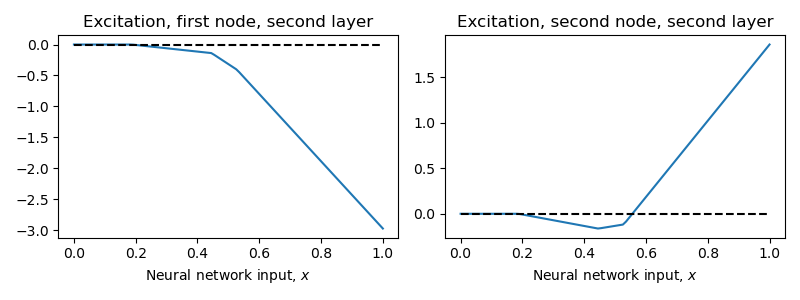 Excitation, first node, second layer
0.0
−0.5
−1.0
−1.5
−2.0
−2.5
−3.0
0.0 0.2 0.4 0.6 0.8 1.0
Neural network input, x
Excitation, second node, second layer
1.5
1.0
0.5
0.0
0.0 0.2 0.4 0.6 0.8 1.0
Neural network input, x